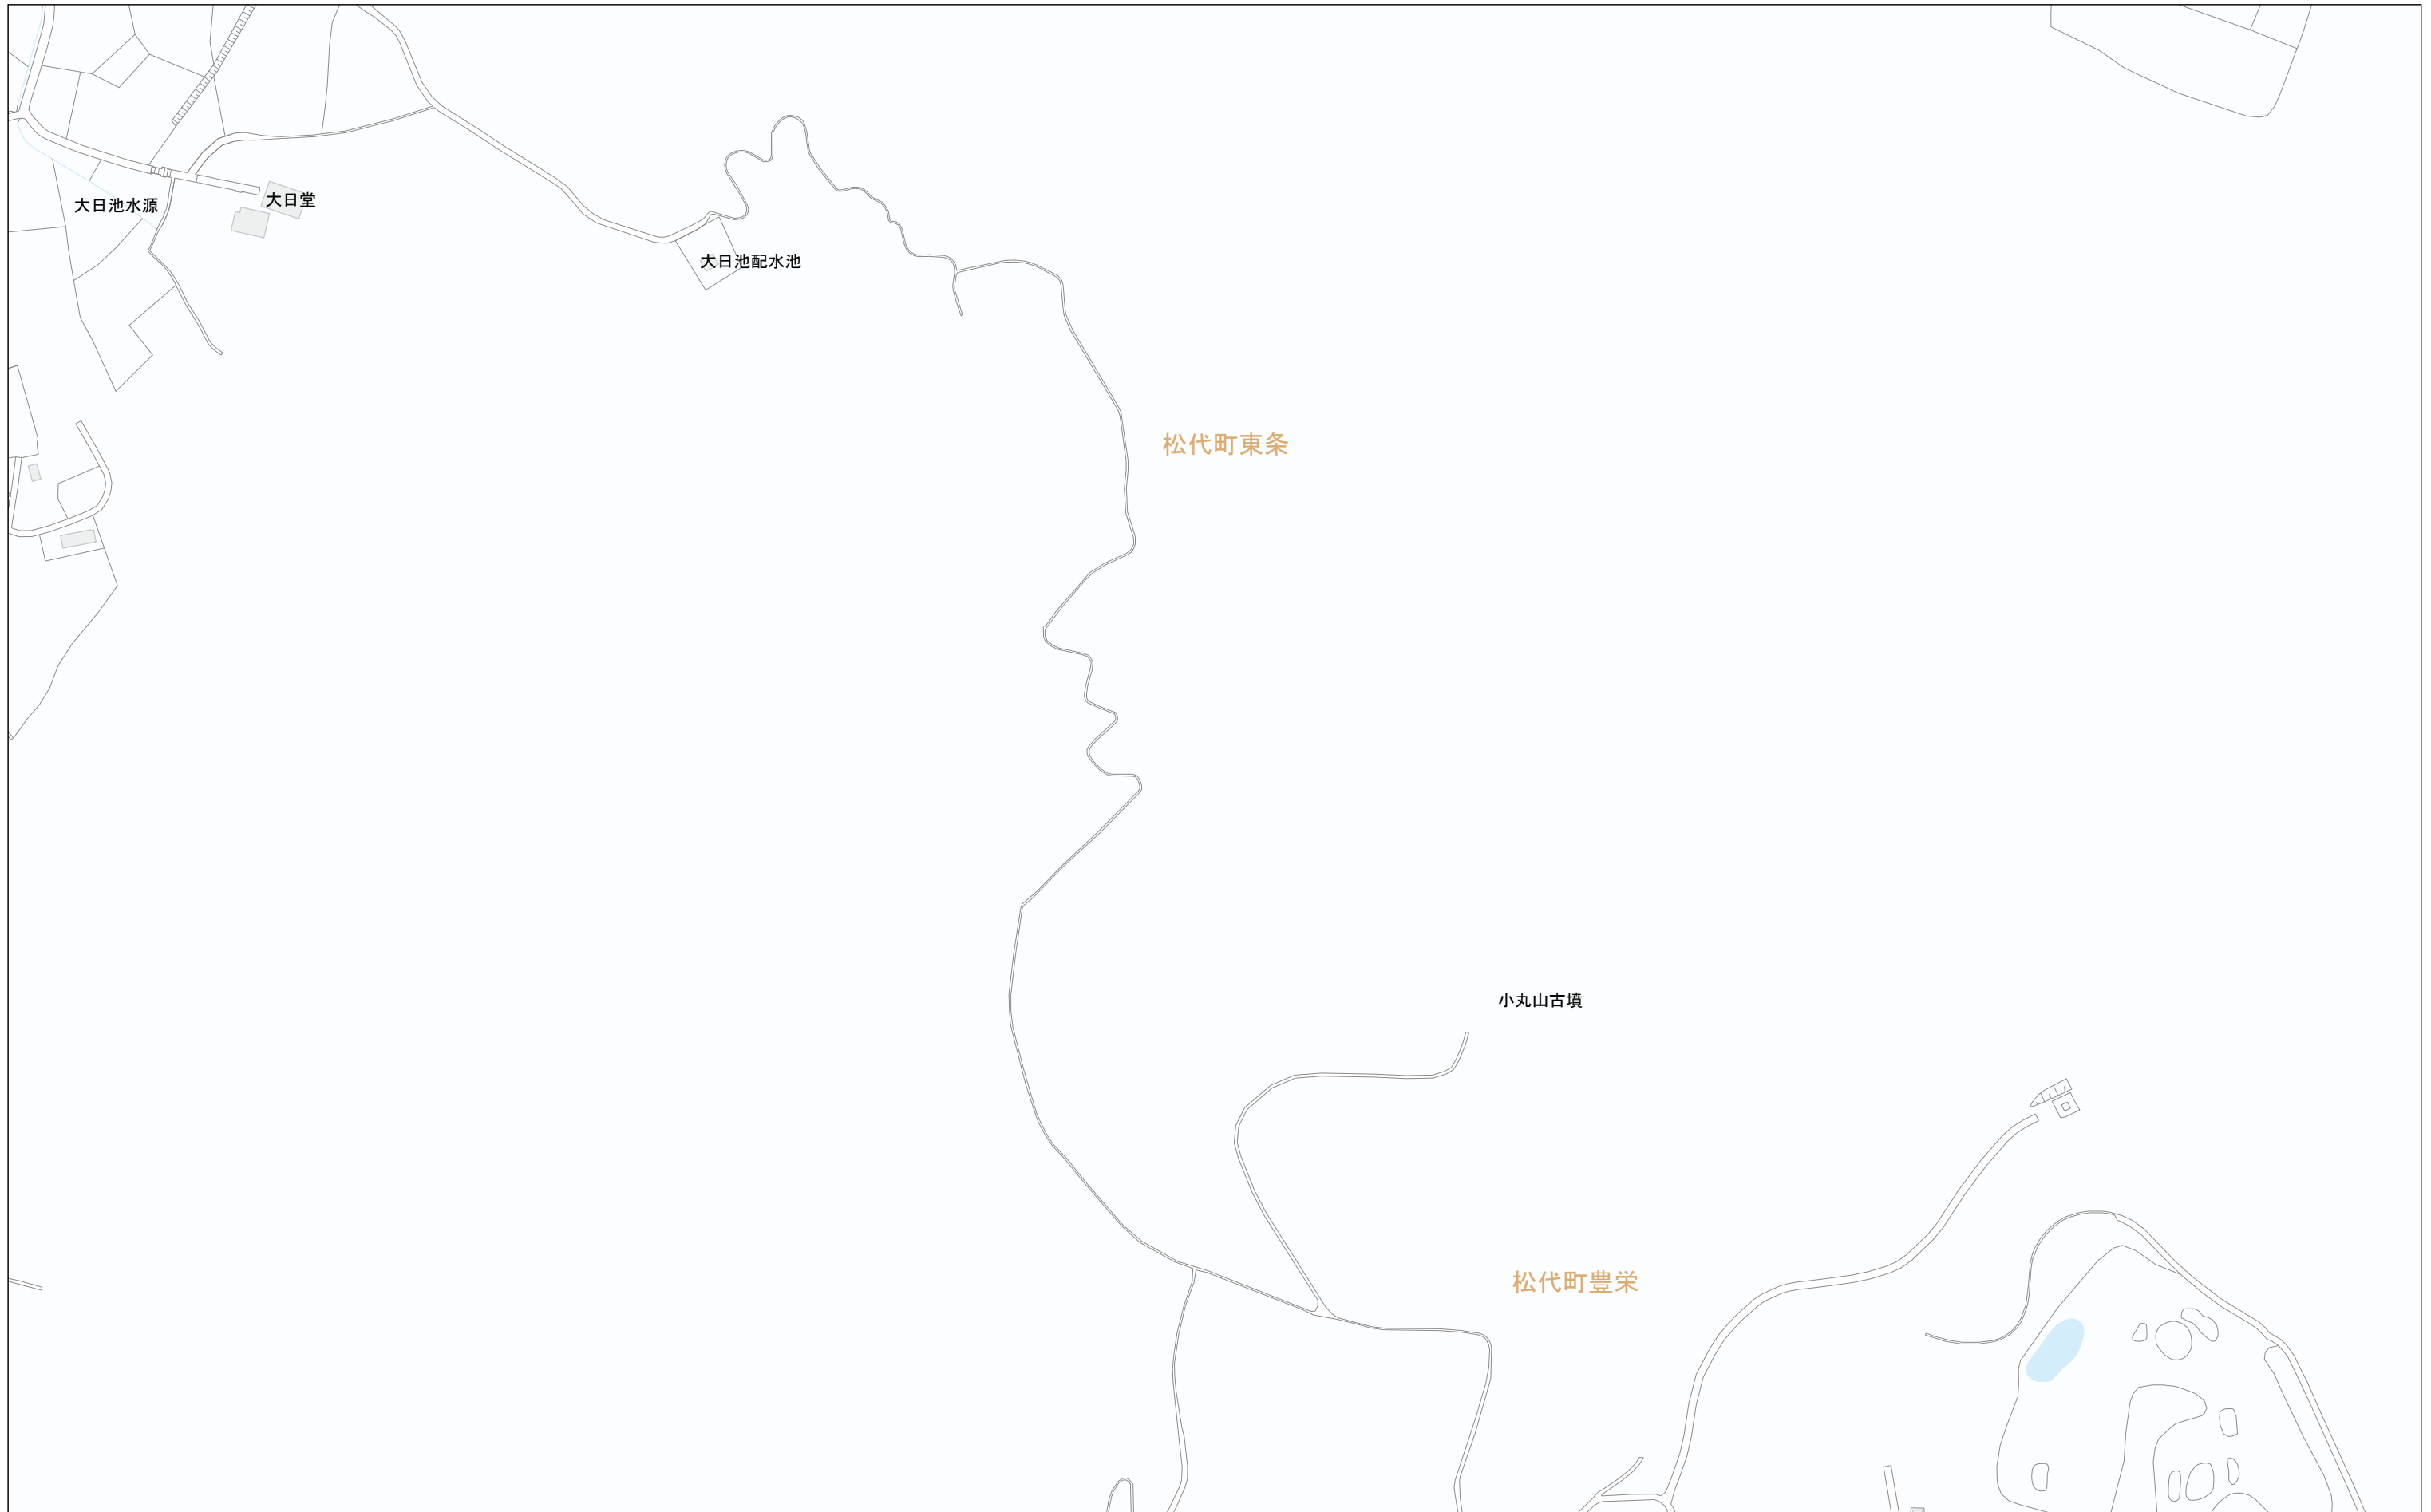 大日堂
大日池水源
大日池配水池
松代町東条
小丸山古墳
松代町豊栄